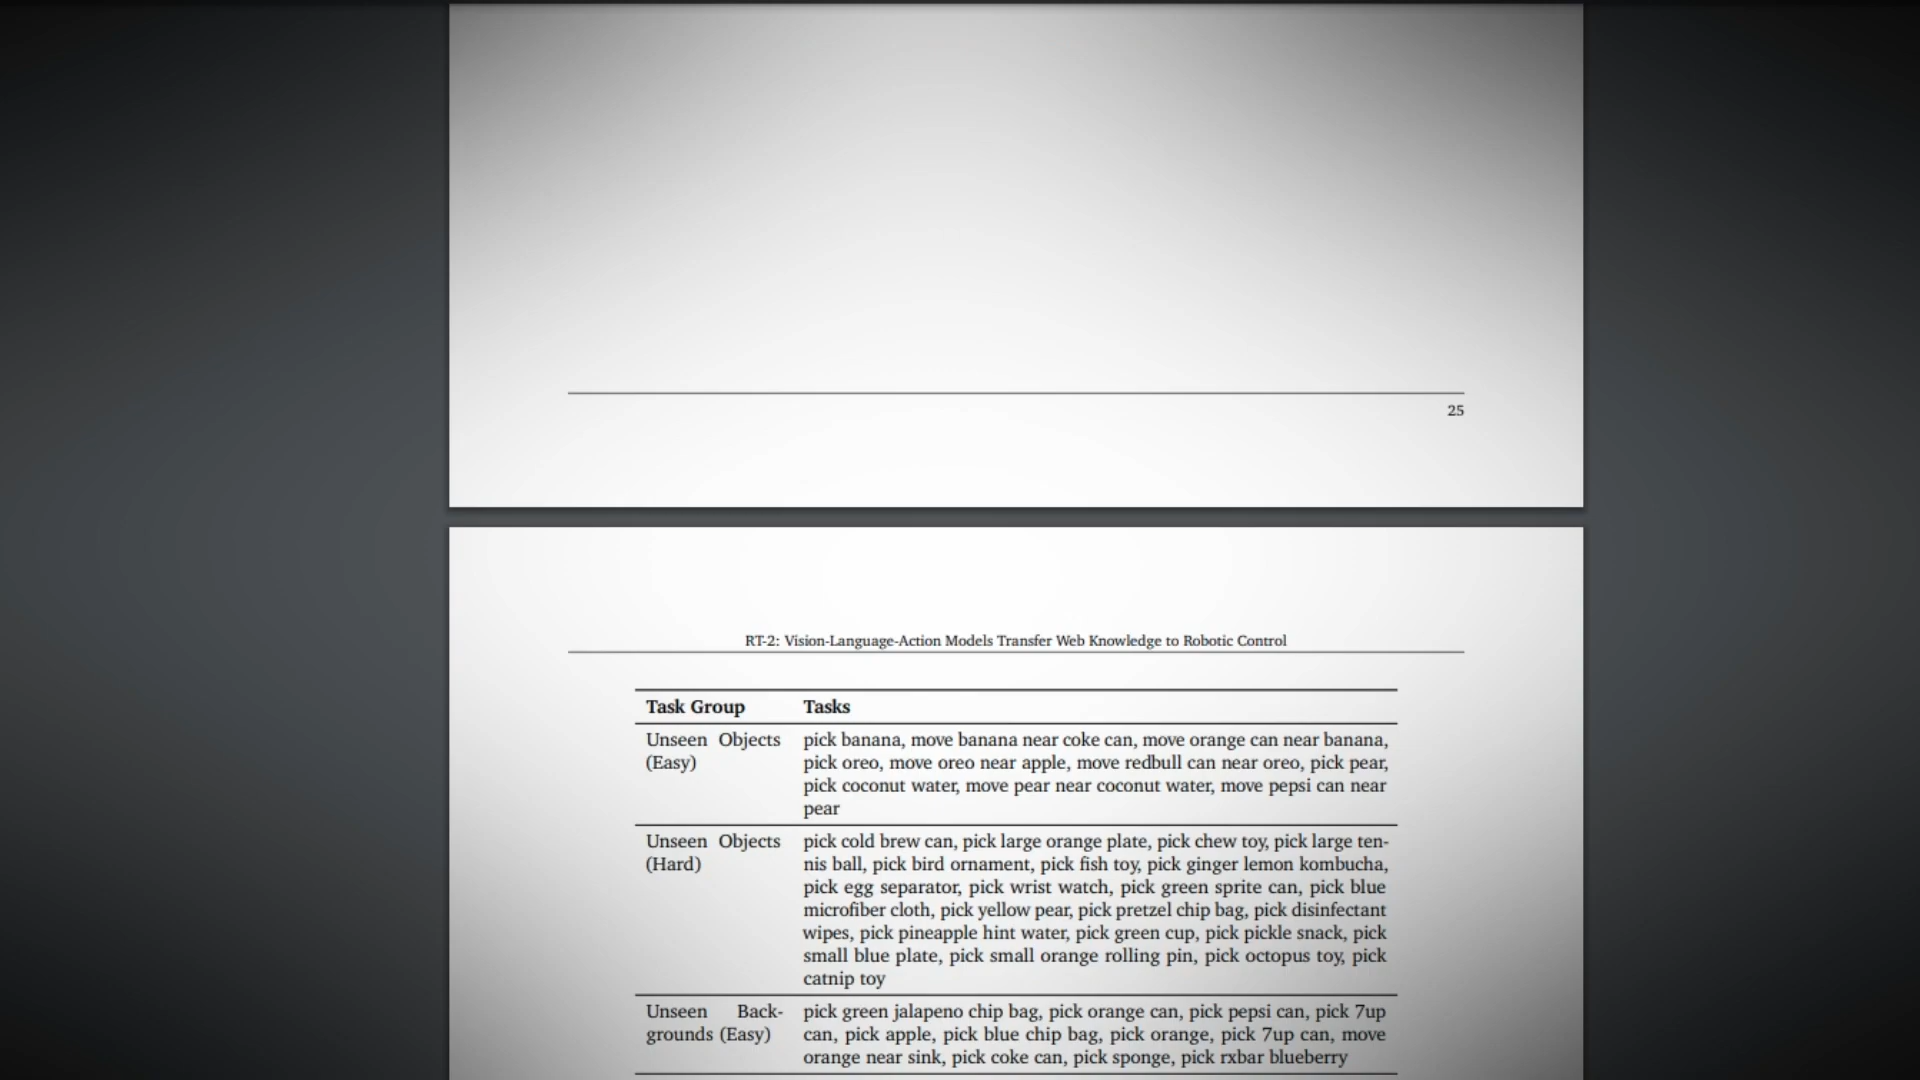 25
RT-2: Vision-Language-Action Models Transfer Web Knowledge to Robotic Control
Task Group Tasks
Unseen Objects (Easy)
pick banana, move banana near coke can, move orange can near banana,
pick oreo, move oreo near apple, move redbull can near oreo, pick pear,
pick coconut water, move pear near coconut water, move pepsi can near
pear
Unseen Objects (Hard)
pick cold brew can, pick large orange plate, pick chew toy, pick large ten-
nis ball, pick bird ornament, pick fish toy, pick ginger lemon kombucha,
pick egg separator, pick wrist watch, pick green sprite can, pick blue
microfiber cloth, pick yellow pear, pick pretzel chip bag, pick disinfectant
wipes, pick pineapple hint water, pick green cup, pick pickle snack, pick
small blue plate, pick small orange rolling pin, pick octopus toy, pick
catnip toy
Unseen Back-
grounds (Easy)
pick green jalapeno chip bag, pick orange can, pick pepsi can, pick 7up
can, pick apple, pick blue chip bag, pick orange, pick 7up can, move
orange near sink, pick coke can, pick sponge, pick rxbar blueberry